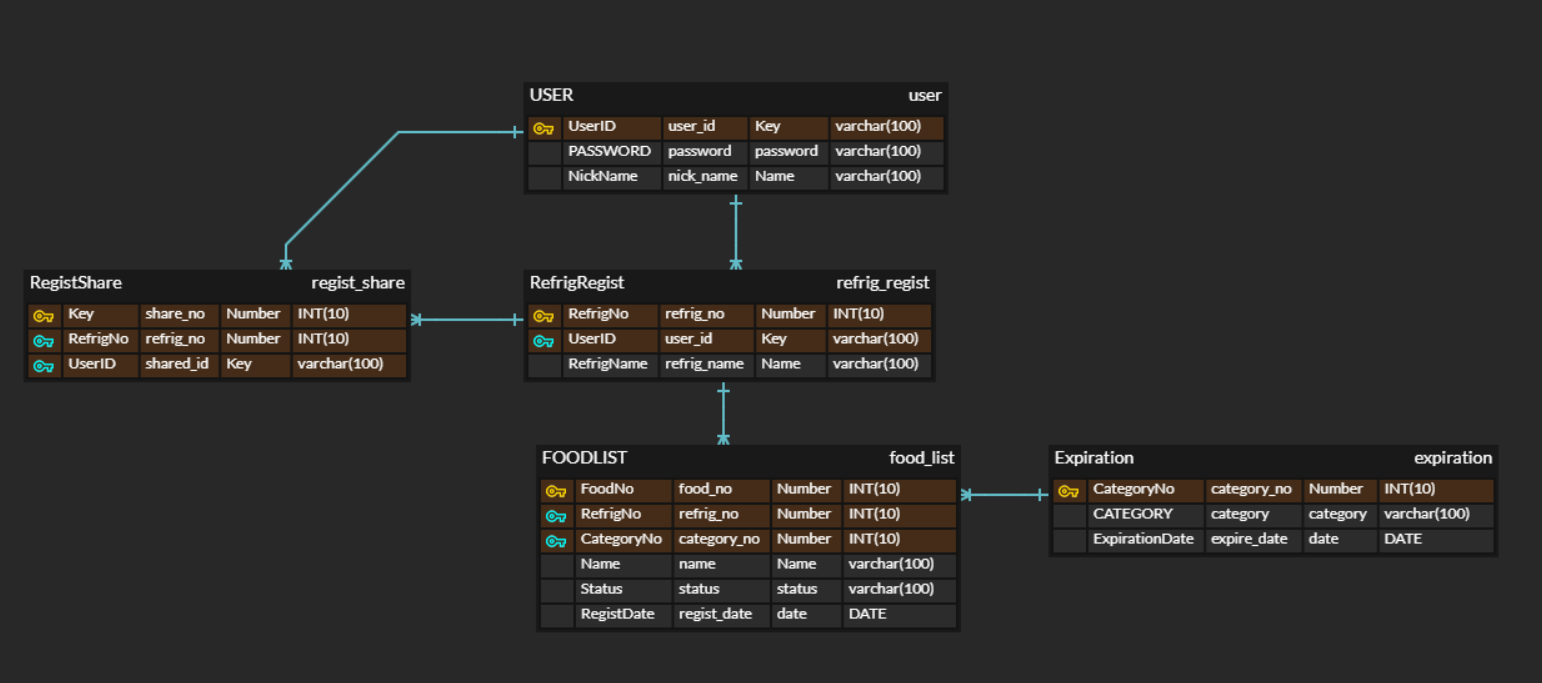 USER user
UserID user_id Key varchar(100)
PASSWORD password password varchar(100)
NickName nick_name Name varchar(100)
RegistShare regist_share
Key share_no Number INT(10)
RefrigNo refrig_no Number INT(10)
UserID shared_id Key varchar(100)
RefrigRegist refrig_regist
RefrigNo refrig_no Number INT(10)
UserID user_id Key varchar(100)
RefrigName refrig_name Name varchar(100)
FOODLIST food_list
FoodNo food_no Number INT(10)
RefrigNo refrig_no Number INT(10)
CategoryNo category_no Number INT(10)
Name name Name varchar(100)
Status status status varchar(100)
RegistDate regist_date date DATE
Expiration expiration
CategoryNo category_no Number INT(10)
CATEGORY category category varchar(100)
ExpirationDate expire_date date DATE